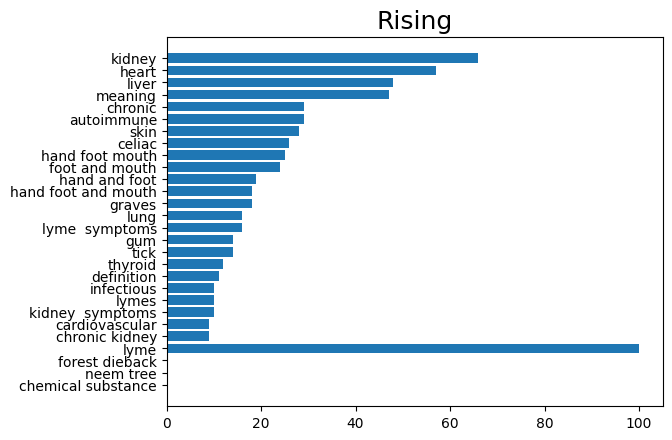 Rising
kidney
heart
liver
meaning
chronic
autoimmune
skin
celiac
hand foot mouth
foot and mouth
hand and foot
hand foot and mouth
graves
lung
lyme  symptoms
gum
tick
thyroid
definition
infectious
lymes
kidney  symptoms
cardiovascular
chronic kidney
lyme
forest dieback
neem tree
chemical substance
0 20 40 60 80 100